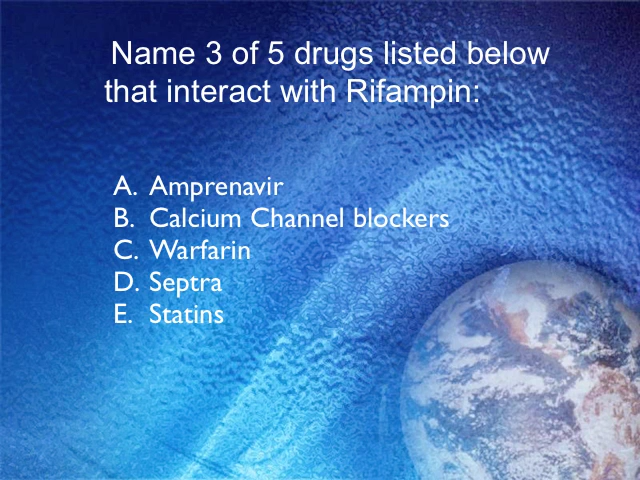 Name 3 of 5 drugs listed below
that interact with Rifampin:
A. Amprenavir
B. Calcium Channel blockers
C. Warfarin
D. Septra
E. Statins